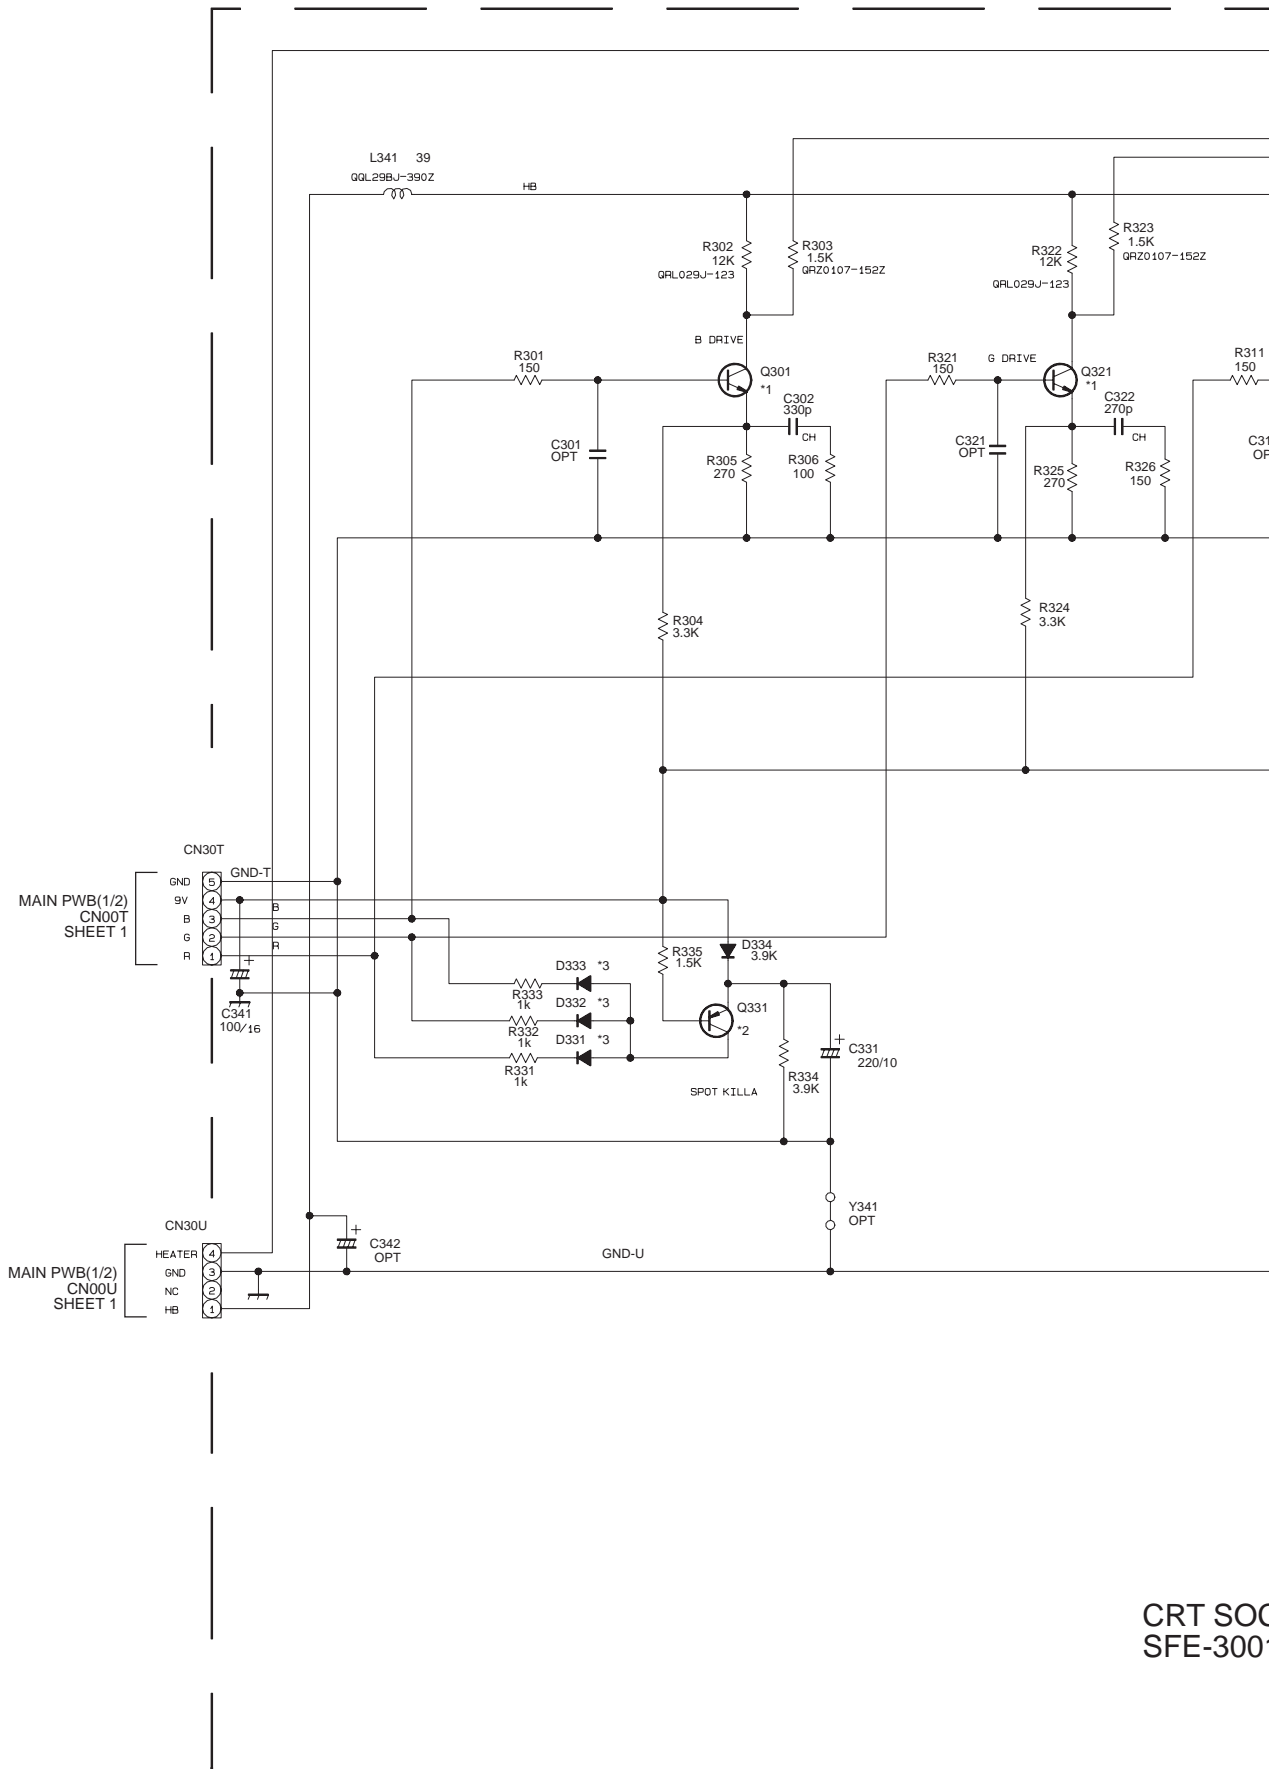 L341 39
QQL29BJ-390Z
HB
R302
12K
QRL029J-123
R303
1.5K
QRZ0107-152Z
R322
12K
QRL029J-123
R323
1.5K
QRZ0107-152Z
B DRIVE
R301
150
Q301
*1
C302
330p
CH
C301
OPT
R305
270
R306
100
R321
150
G DRIVE
Q321
*1
C322
270p
CH
C321
OPT
R325
270
R326
150
R311
150
C31
OP
R304
3.3K
R324
3.3K
CN30T
MAIN PWB(1/2)
CN00T
SHEET 1
GND 5 GND-T
9V 4
B 3 B
G 2 G
R 1 R
C341
100/16
+
R335
1.5K
D334
3.9K
D333 *3
R333
1k
D332 *3
R332
1k
D331 *3
R331
1k
Q331
*2
R334
3.9K
+
C331
220/10
SPOT KILLA
Y341
OPT
CN30U
MAIN PWB(1/2)
CN00U
SHEET 1
HEATER 4
GND 3
NC 2
HB 1
+
C342
OPT
GND-U
CRT SOC
SFE-3001